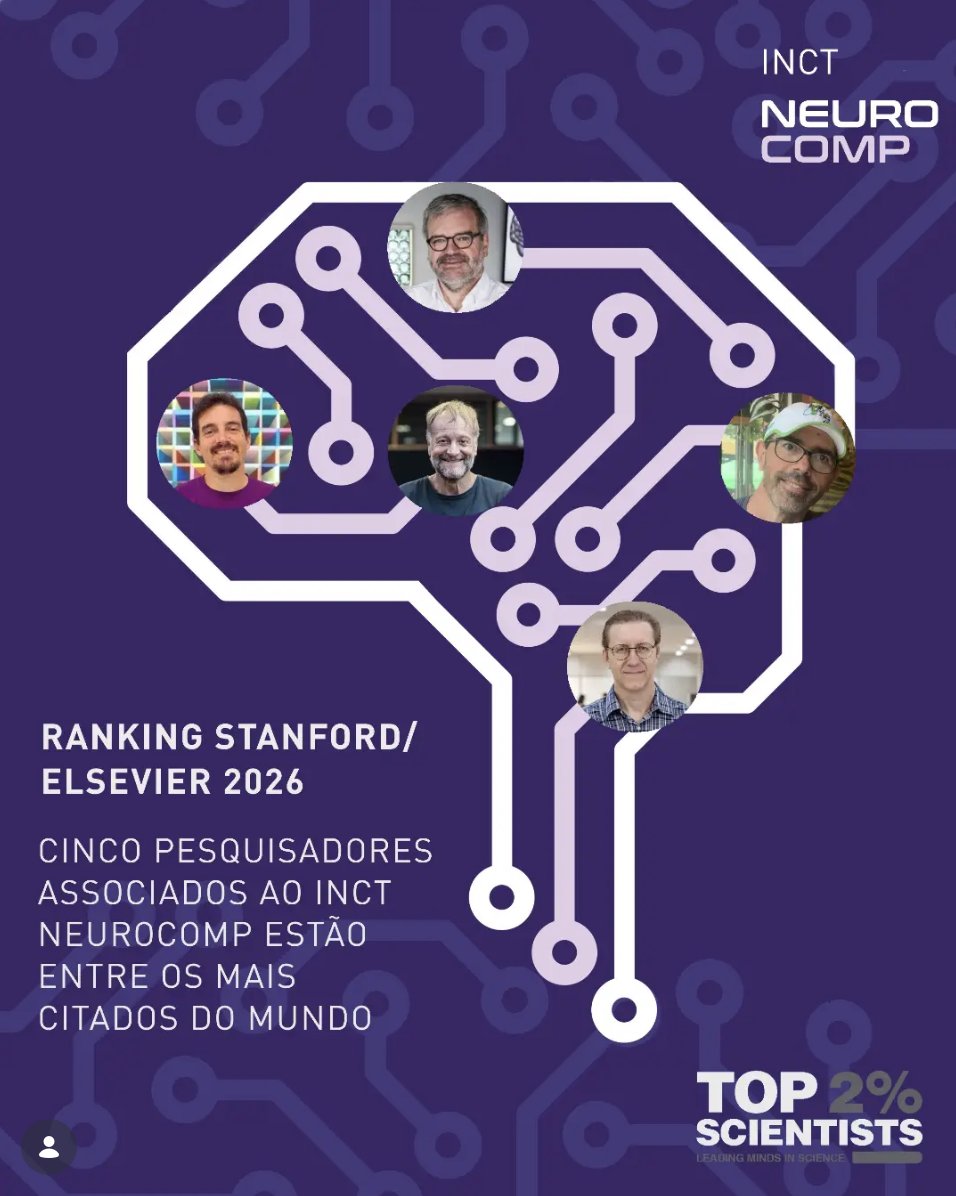 INCT
NEURO
COMP
RANKING STANFORD/
ELSEVIER 2026
CINCO PESQUISADORES
ASSOCIADOS AO INCT
NEUROCOMP ESTÃO
ENTRE OS MAIS
CITADOS DO MUNDO
TOP 2%
SCIENTISTS
LEADING MINDS IN SCIENCE